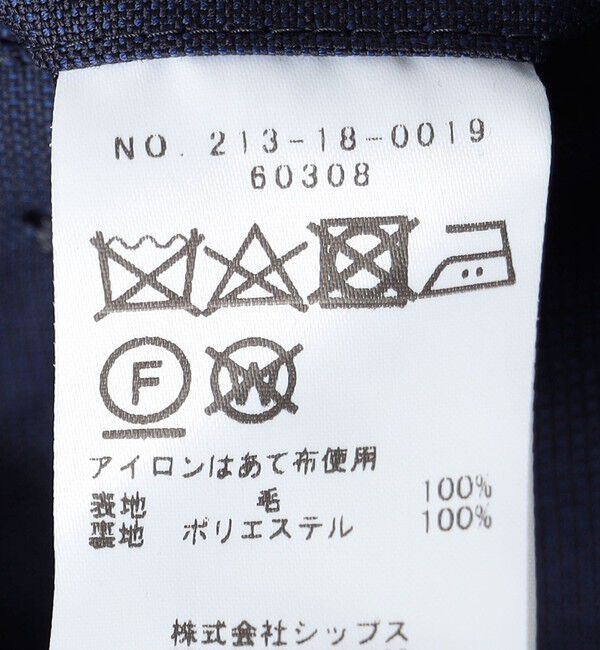 NO. 213-18-0019
60308
F W
アイロンはあて布使用
表地 毛 100%
裏地 ポリエステル 100%
株式会社シップス